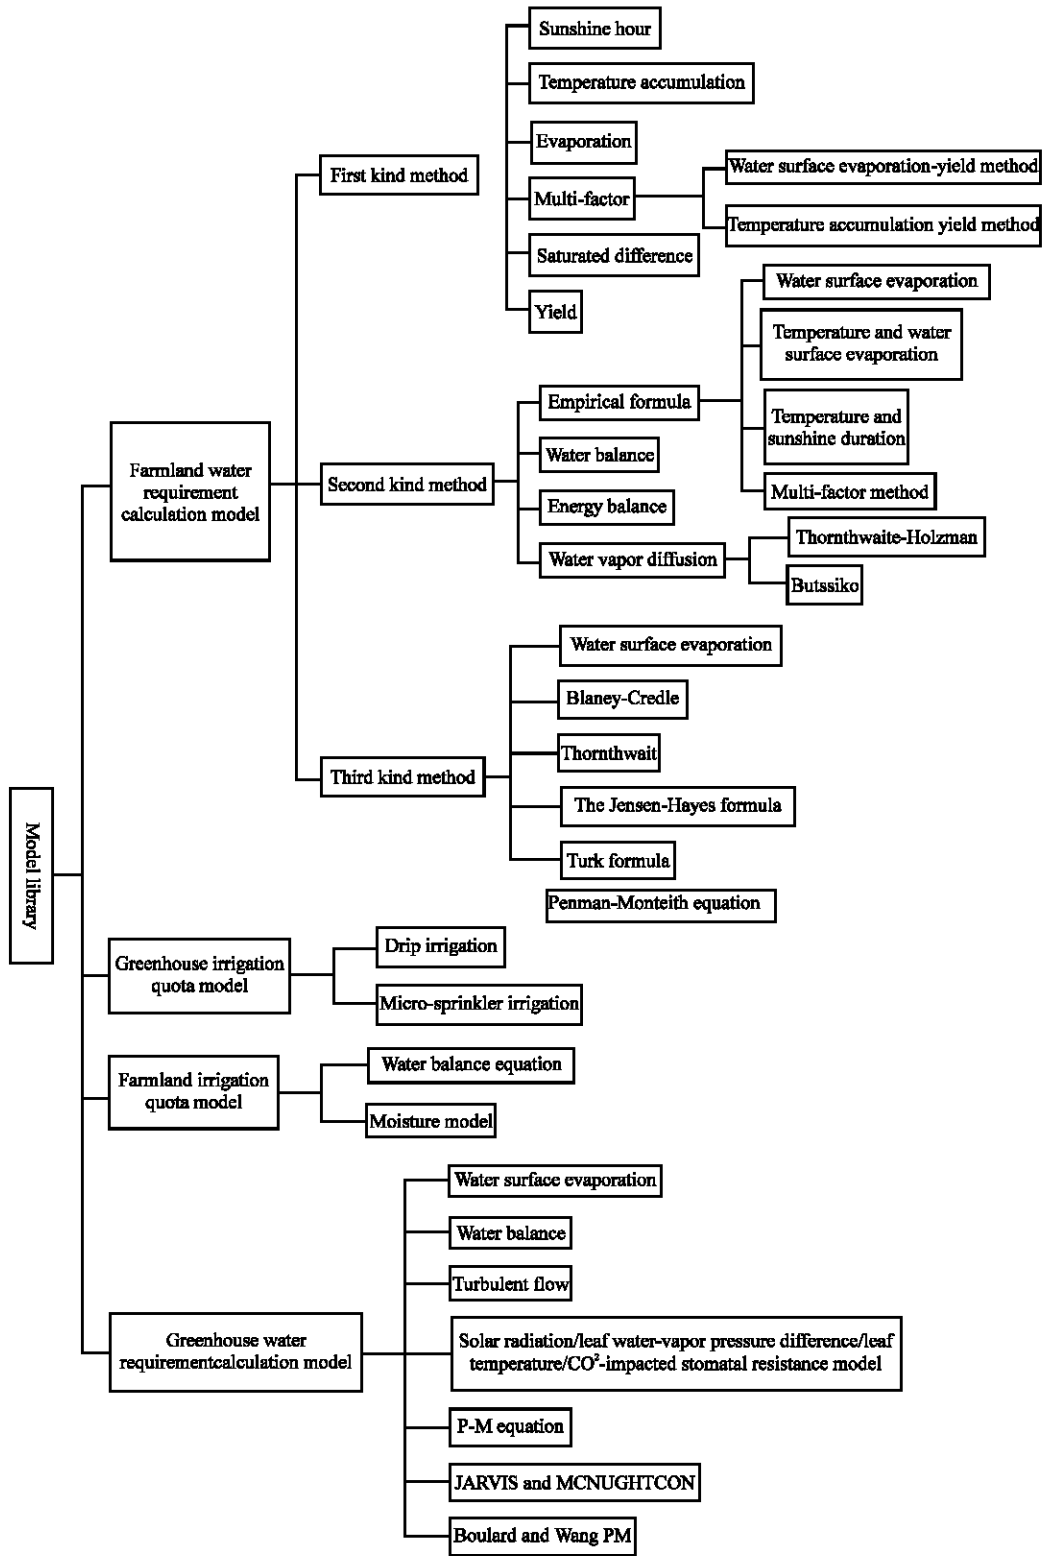 Sunshine hour
Temperature accumulation
Evaporation
First kind method
Multi-factor
Water surface evaporation-yield method
Temperature accumulation yield method
Saturated difference
Yield
Water surface evaporation
Temperature and water
surface evaporation
Empirical formula
Temperature and
sunshine duration
Farmland water
requirement
calculation model
Second kind method
Water balance
Energy balance
Multi-factor method
Water vapor diffusion
Thornthwaite-Holzman
Butssiko
Water surface evaporation
Blaney-Credle
Thornthwait
Third kind method
The Jensen-Hayes formula
Turk formula
Penman-Monteith equation
Model library
Greenhouse irrigation
quota model
Drip irrigation
Micro-sprinkler irrigation
Farmland irrigation
quota model
Water balance equation
Moisture model
Water surface evaporation
Water balance
Turbulent flow
Greenhouse water
requirementcalculation model
Solar radiation/leaf water-vapor pressure difference/leaf
temperature/CO²-impacted stomatal resistance model
P-M equation
JARVIS and MCNUGHTCON
Boulard and Wang PM